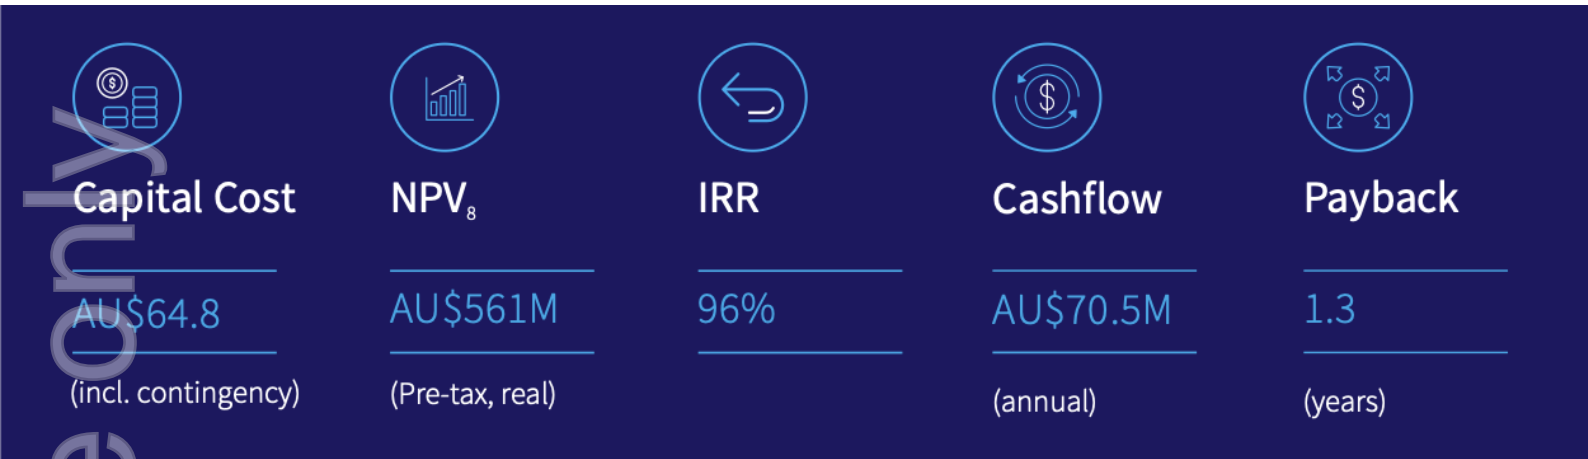 Capital Cost
AU$64.8
(incl. contingency)
NPV8
AU$561M
(Pre-tax, real)
IRR
96%
Cashflow
AU$70.5M
(annual)
Payback
1.3
(years)
only